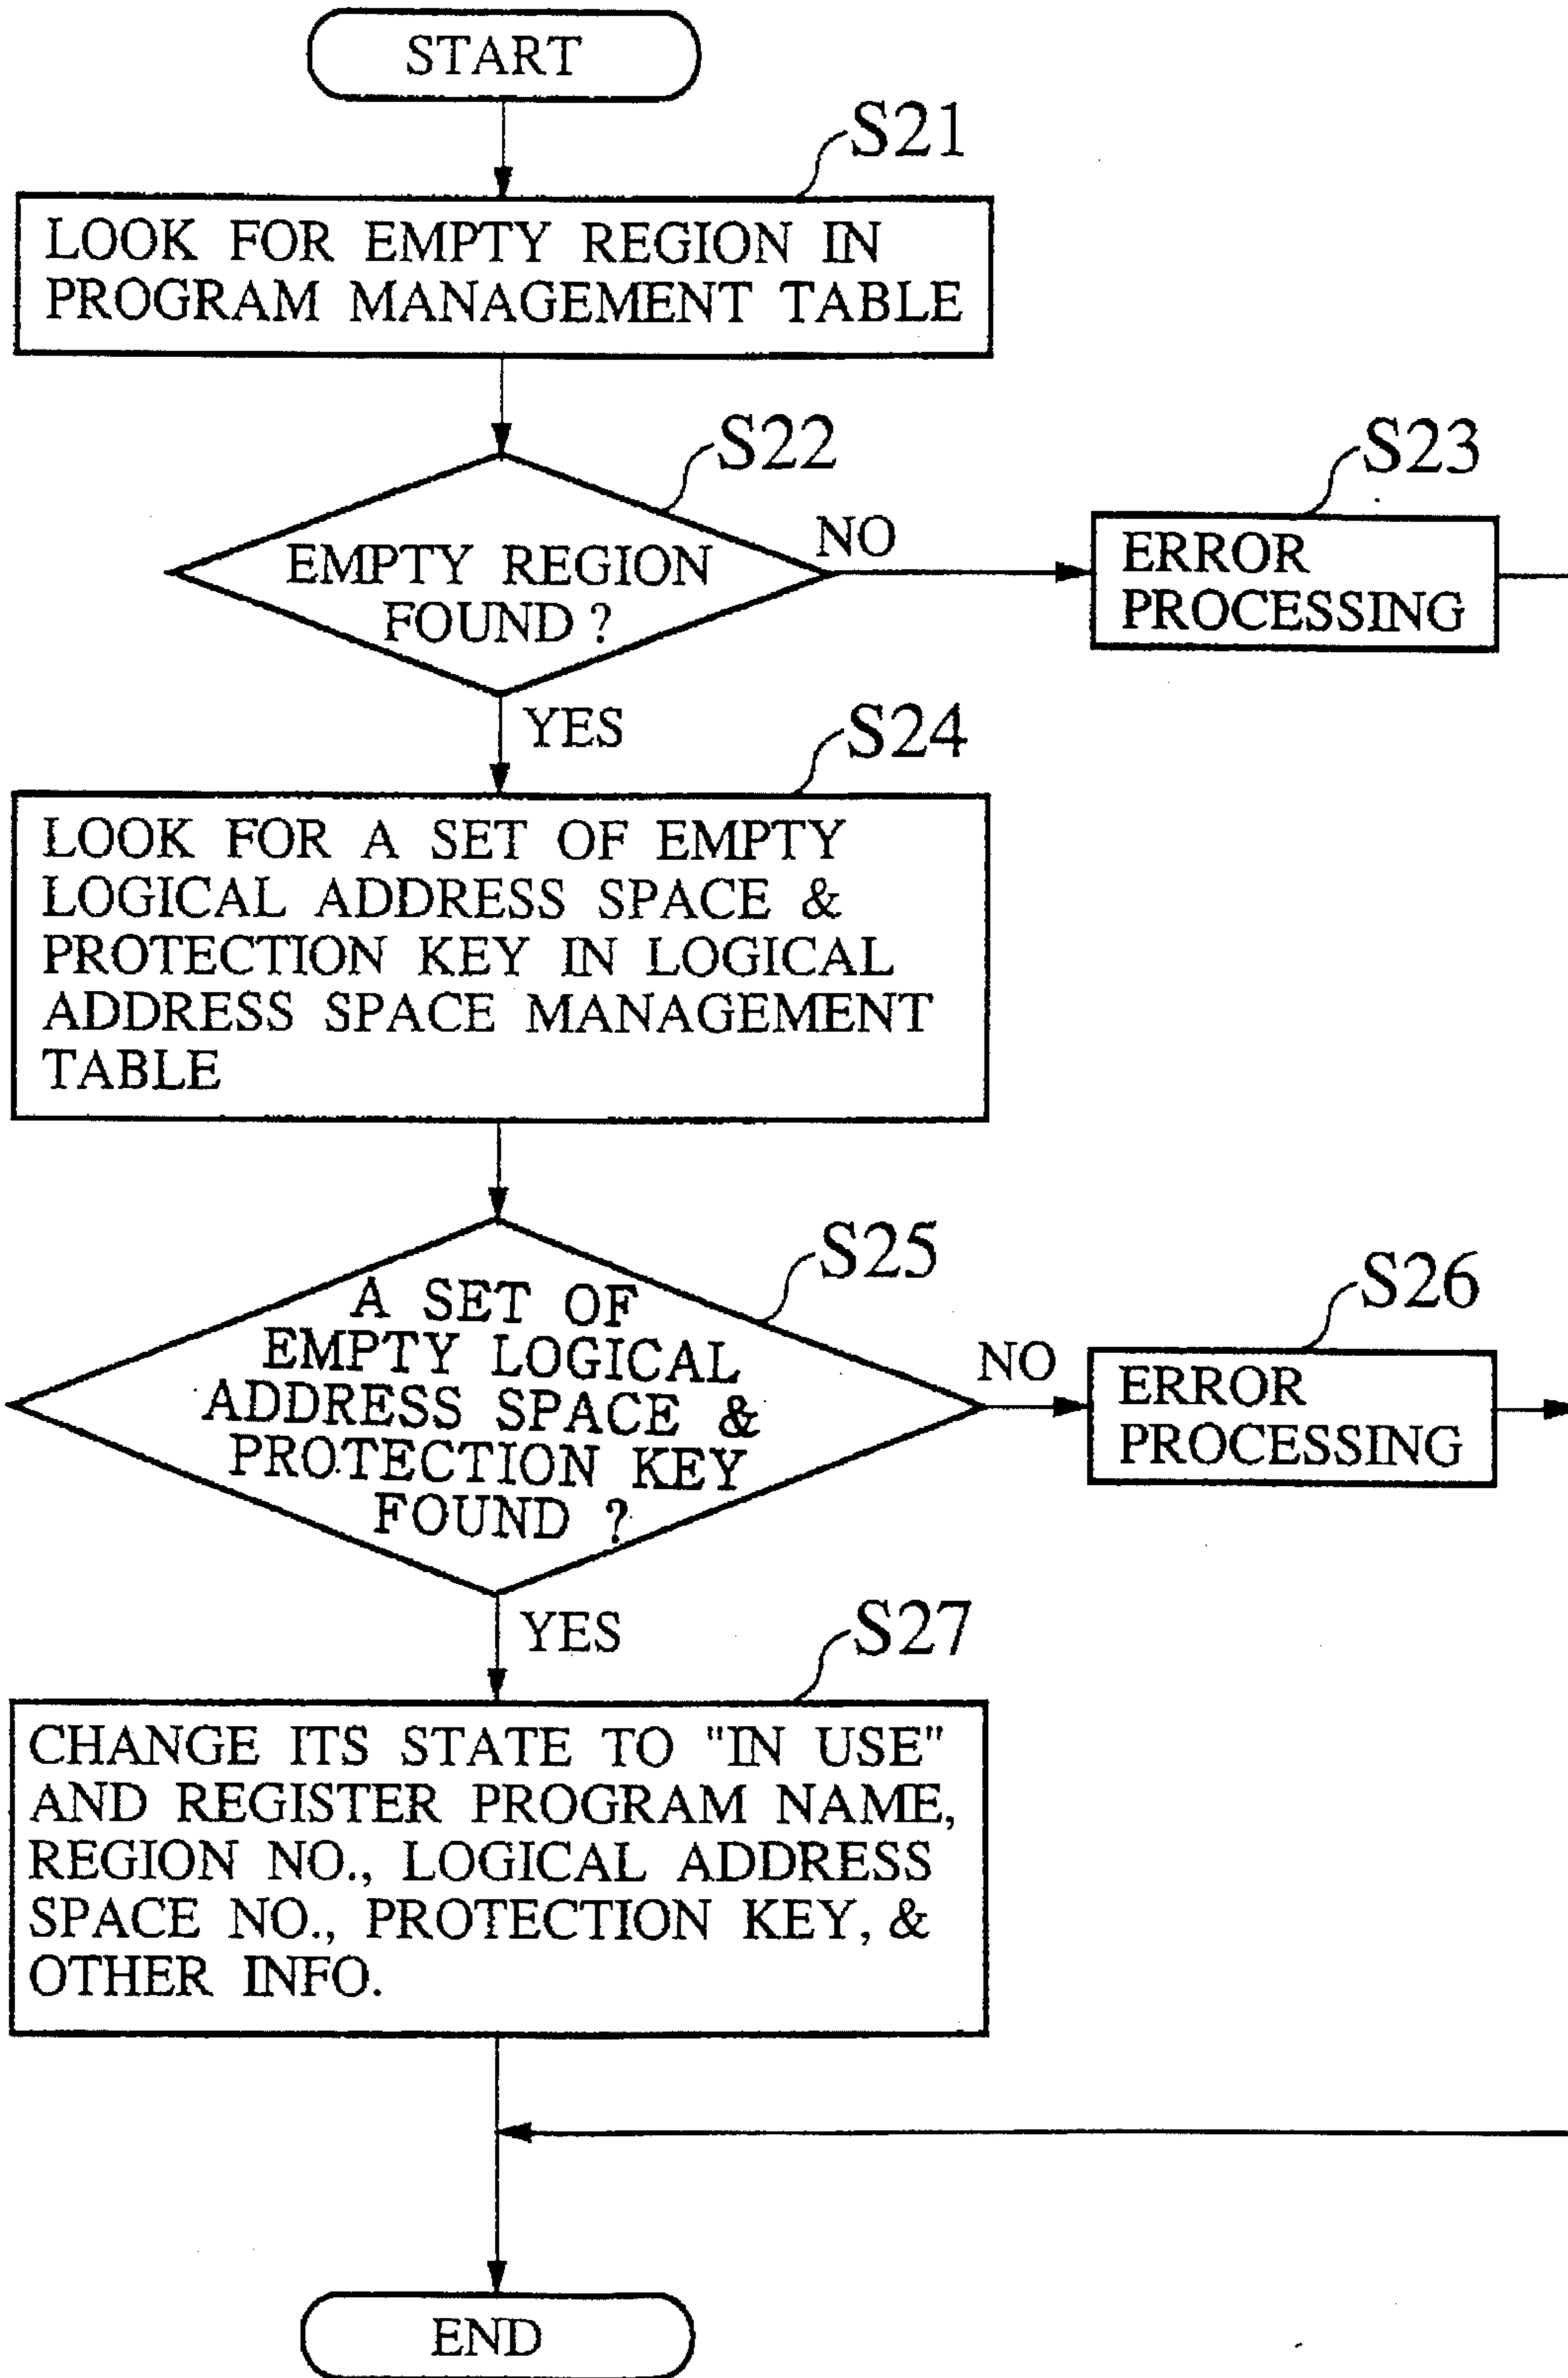 START
S21
LOOK FOR EMPTY REGION IN
PROGRAM MANAGEMENT TABLE
S22
EMPTY REGION
FOUND ?
NO
S23
ERROR
PROCESSING
YES
S24
LOOK FOR A SET OF EMPTY
LOGICAL ADDRESS SPACE &
PROTECTION KEY IN LOGICAL
ADDRESS SPACE MANAGEMENT
TABLE
S25
A SET OF
EMPTY LOGICAL
ADDRESS SPACE &
PROTECTION KEY
FOUND ?
NO
S26
ERROR
PROCESSING
YES
S27
CHANGE ITS STATE TO "IN USE"
AND REGISTER PROGRAM NAME,
REGION NO., LOGICAL ADDRESS
SPACE NO., PROTECTION KEY, &
OTHER INFO.
END